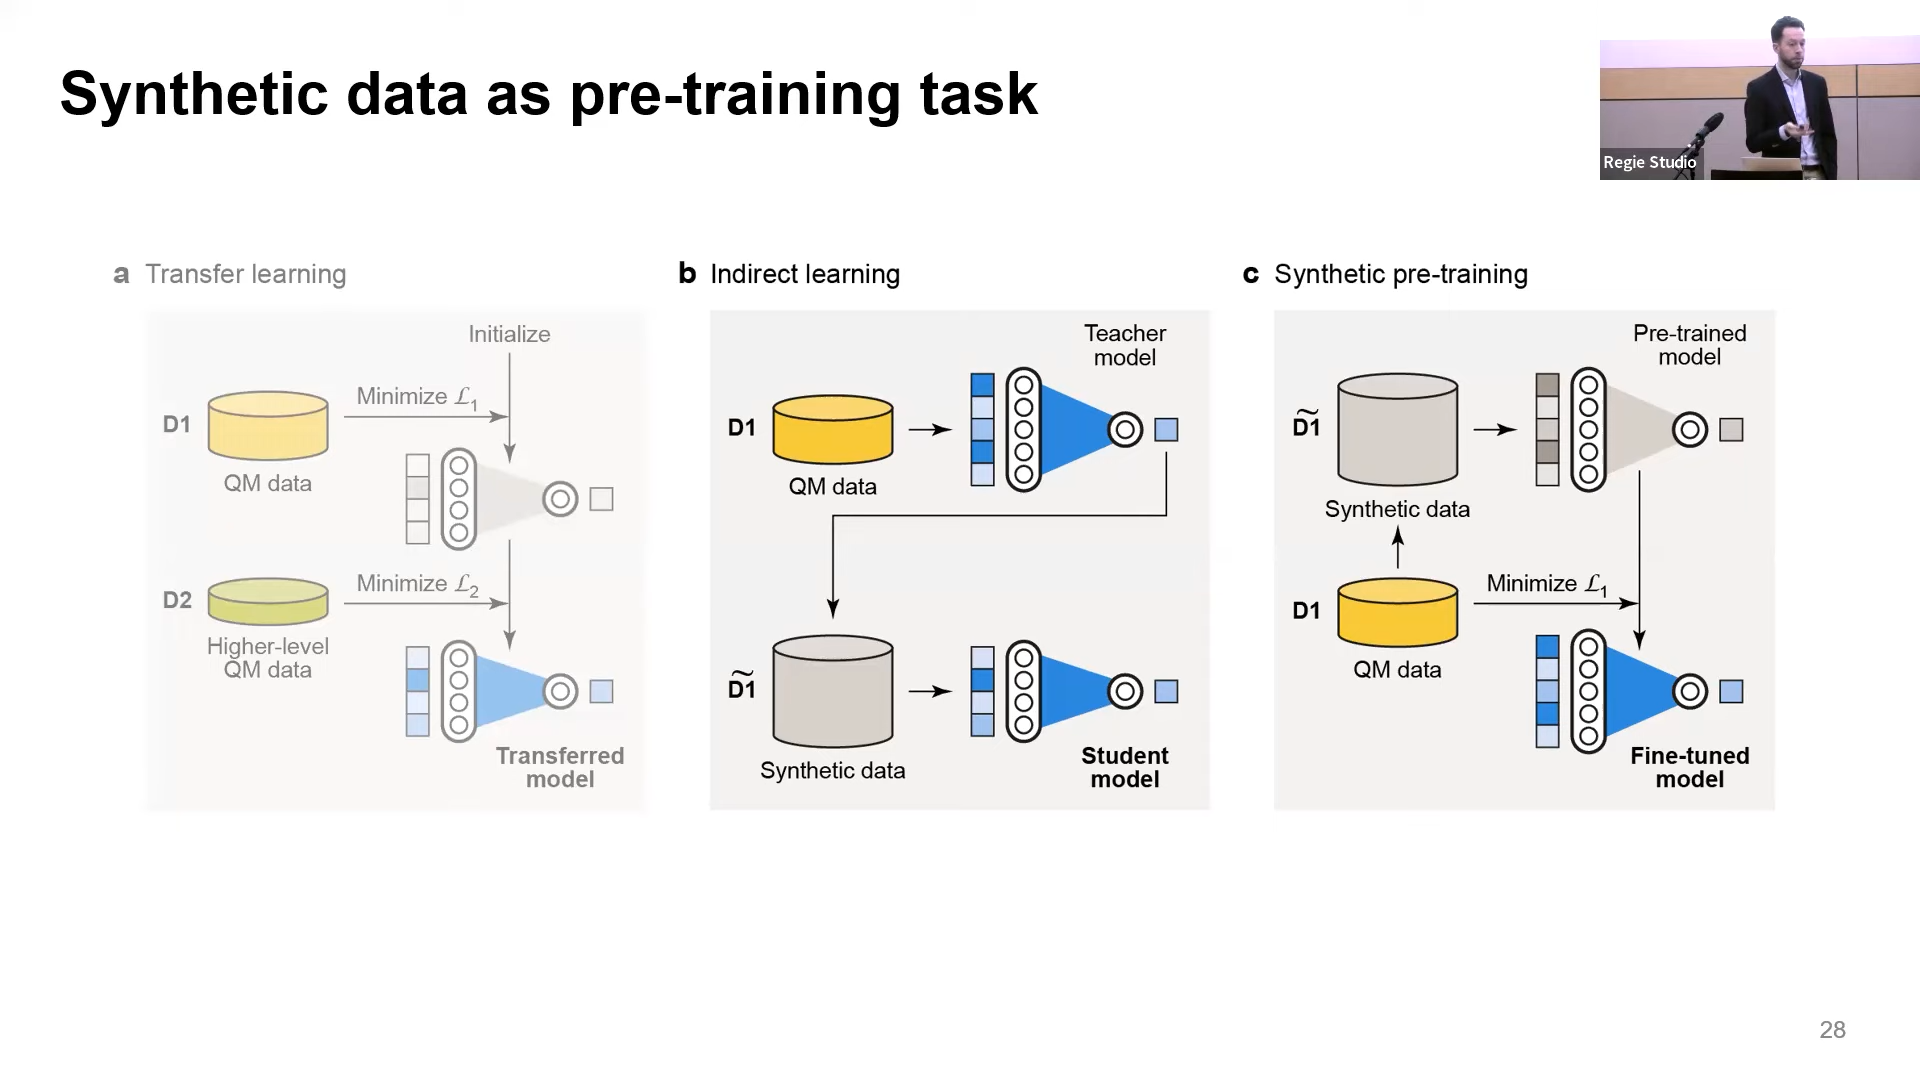 Synthetic data as pre-training task
Regie Studio
a Transfer learning
Initialize
Minimize ℒ1
D1
QM data
Minimize ℒ2
D2
Higher-level
QM data
Transferred
model
b Indirect learning
Teacher
model
D1
QM data
D̃1
Synthetic data
Student
model
c Synthetic pre-training
Pre-trained
model
D̃1
Synthetic data
Minimize ℒ1
D1
QM data
Fine-tuned
model
28